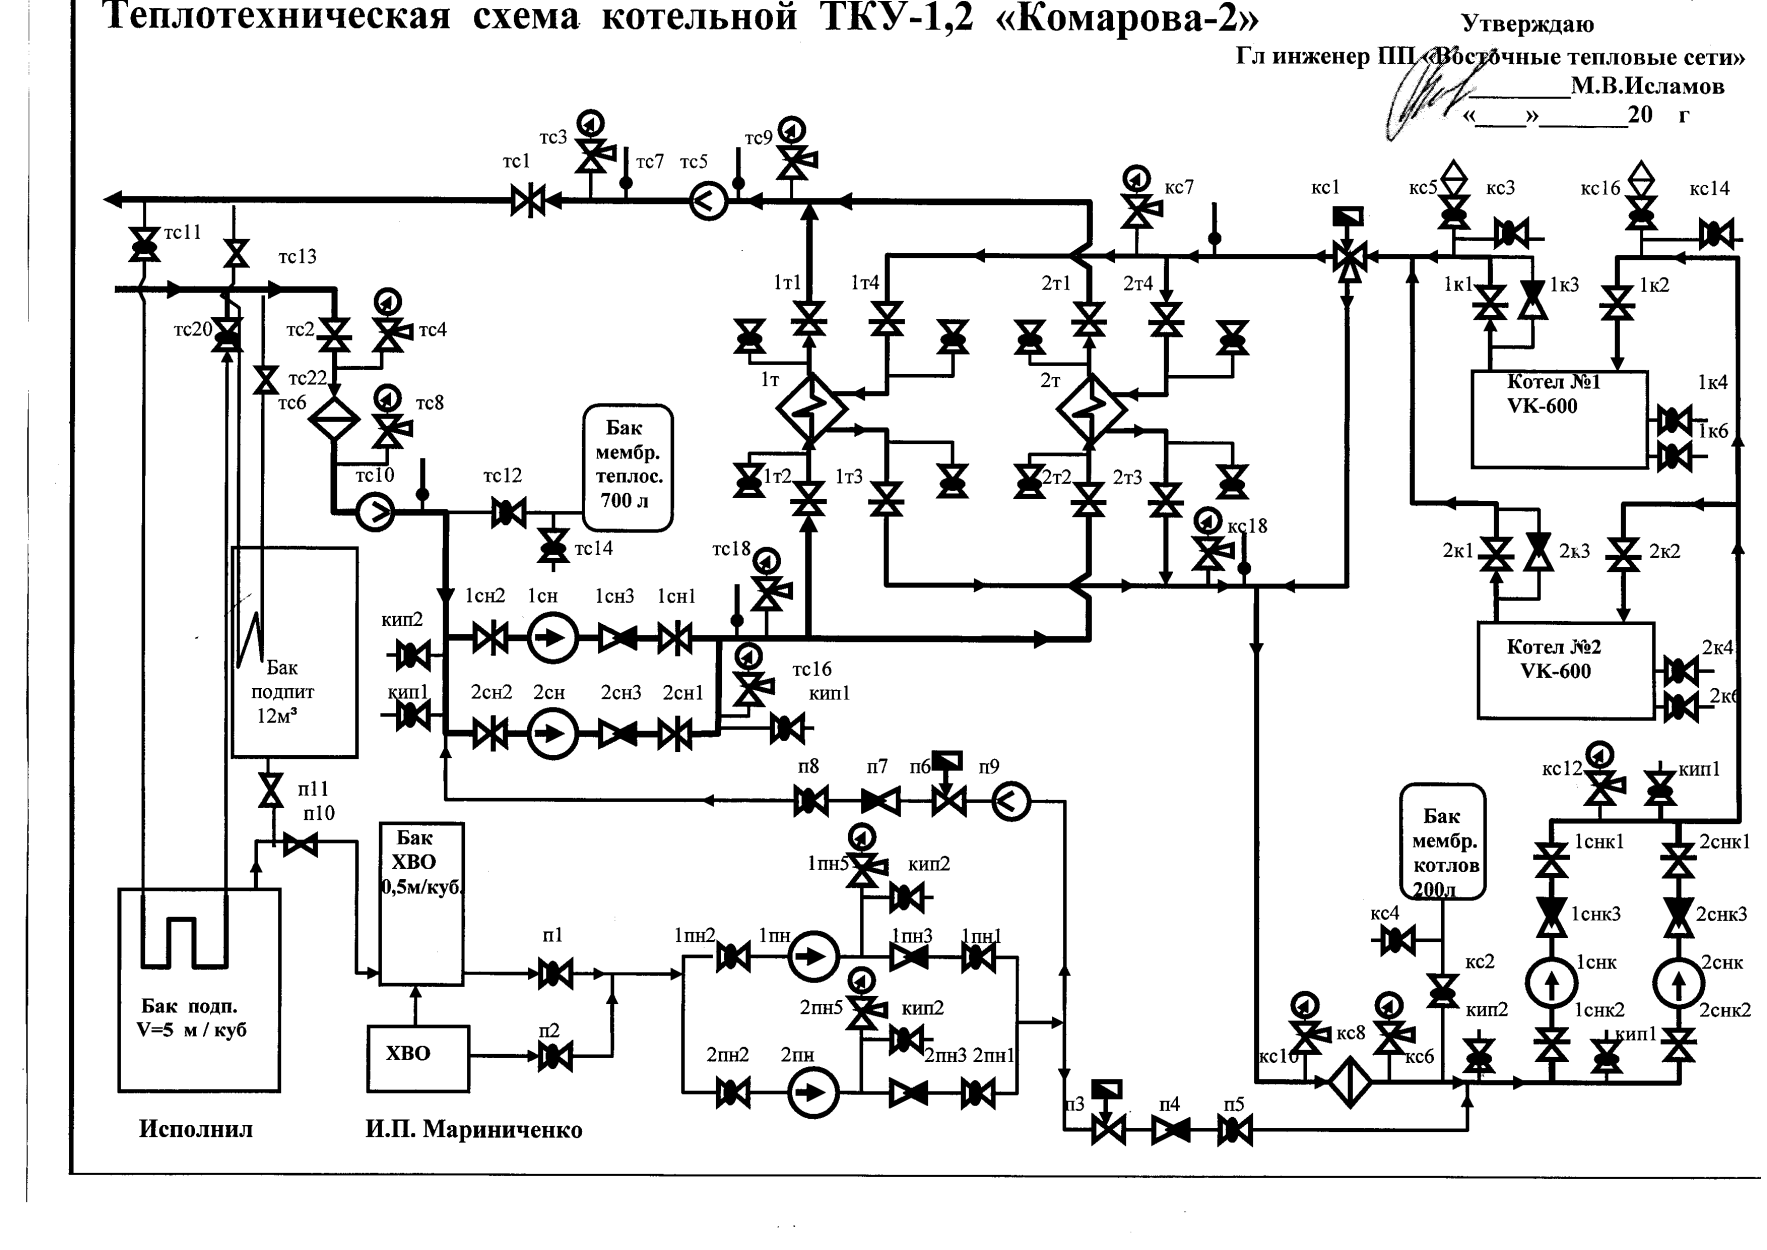 Теплотехническая схема котельной ТКУ-1,2 «Комарова-2»
Утверждаю
Гл инженер ПП «Восточные тепловые сети»
________М.В.Исламов
«____»_______20 г
тс1
тс3
тс7
тс5
тс9
кс7
кс1
кс5
кс3
кс16
кс14
тс11
тс13
1т1
1т4
2т1
2т4
1к1
1к3
1к2
тс20
тс2
тс4
тс22
тс6
тс8
1т
2т
Котел №1
VK-600
1к4
1к6
Бак
мембр.
теплос.
700 л
тс10
тс12
тс14
1т2
1т3
2т2
2т3
кс18
тс18
2к1
2к3
2к2
1сн2
1сн
1сн3
1сн1
кип2
Котел №2
VK-600
2к4
2к6
Бак
подпит
12м³
кип1
2сн2
2сн
2сн3
2сн1
тс16
кип1
п11
п10
п8
п7
п6
п9
кс12
кип1
Бак
ХВО
0,5м/куб.
1пн5
кип2
Бак
мембр.
котлов
200л
1снк1
2снк1
кс4
1снк3
2снк3
п1
1пн2
1пн
1пн3
1пн1
кс2
1снк
2снк
Бак подп.
V=5 м / куб
2пн5
кип2
кип2
1снк2
2снк2
ХВО
п2
2пн2
2пн
2пн3
2пн1
кс10
кс8
кс6
кип1
п3
п4
п5
Исполнил
И.П. Мариниченко